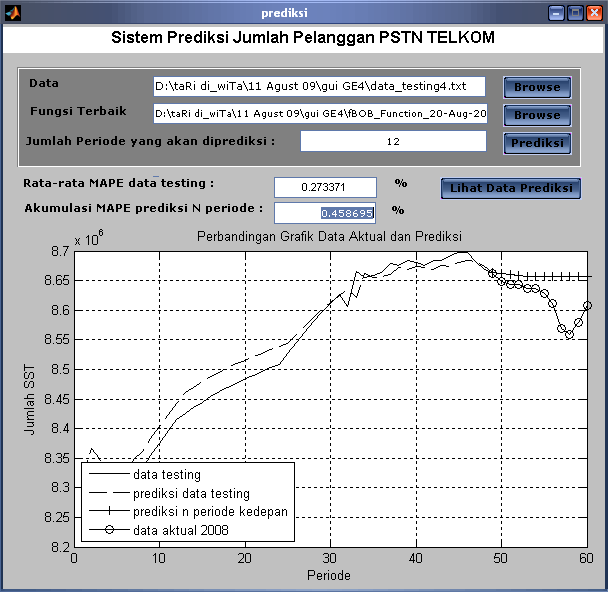 prediksi
Sistem Prediksi Jumlah Pelanggan PSTN TELKOM
Data D:\taRi di_wiTa\11 Agust 09\gui GE4\data_testing4.txt Browse
Fungsi Terbaik D:\taRi di_wiTa\11 Agust 09\gui GE4\fBOB_Function_20-Aug-20 Browse
Jumlah Periode yang akan diprediksi : 12 Prediksi
Rata-rata MAPE data testing : 0.273371 % Lihat Data Prediksi
Akumulasi MAPE prediksi N periode : 0.458695 %
x 10^6 Perbandingan Grafik Data Aktual dan Prediksi
8.7
8.65
8.6
8.55
8.5
8.45
8.4
8.35
8.3
8.25
8.2
Jumlah SST
data testing
prediksi data testing
prediksi n periode kedepan
data aktual 2008
0 10 20 30 40 50 60
Periode